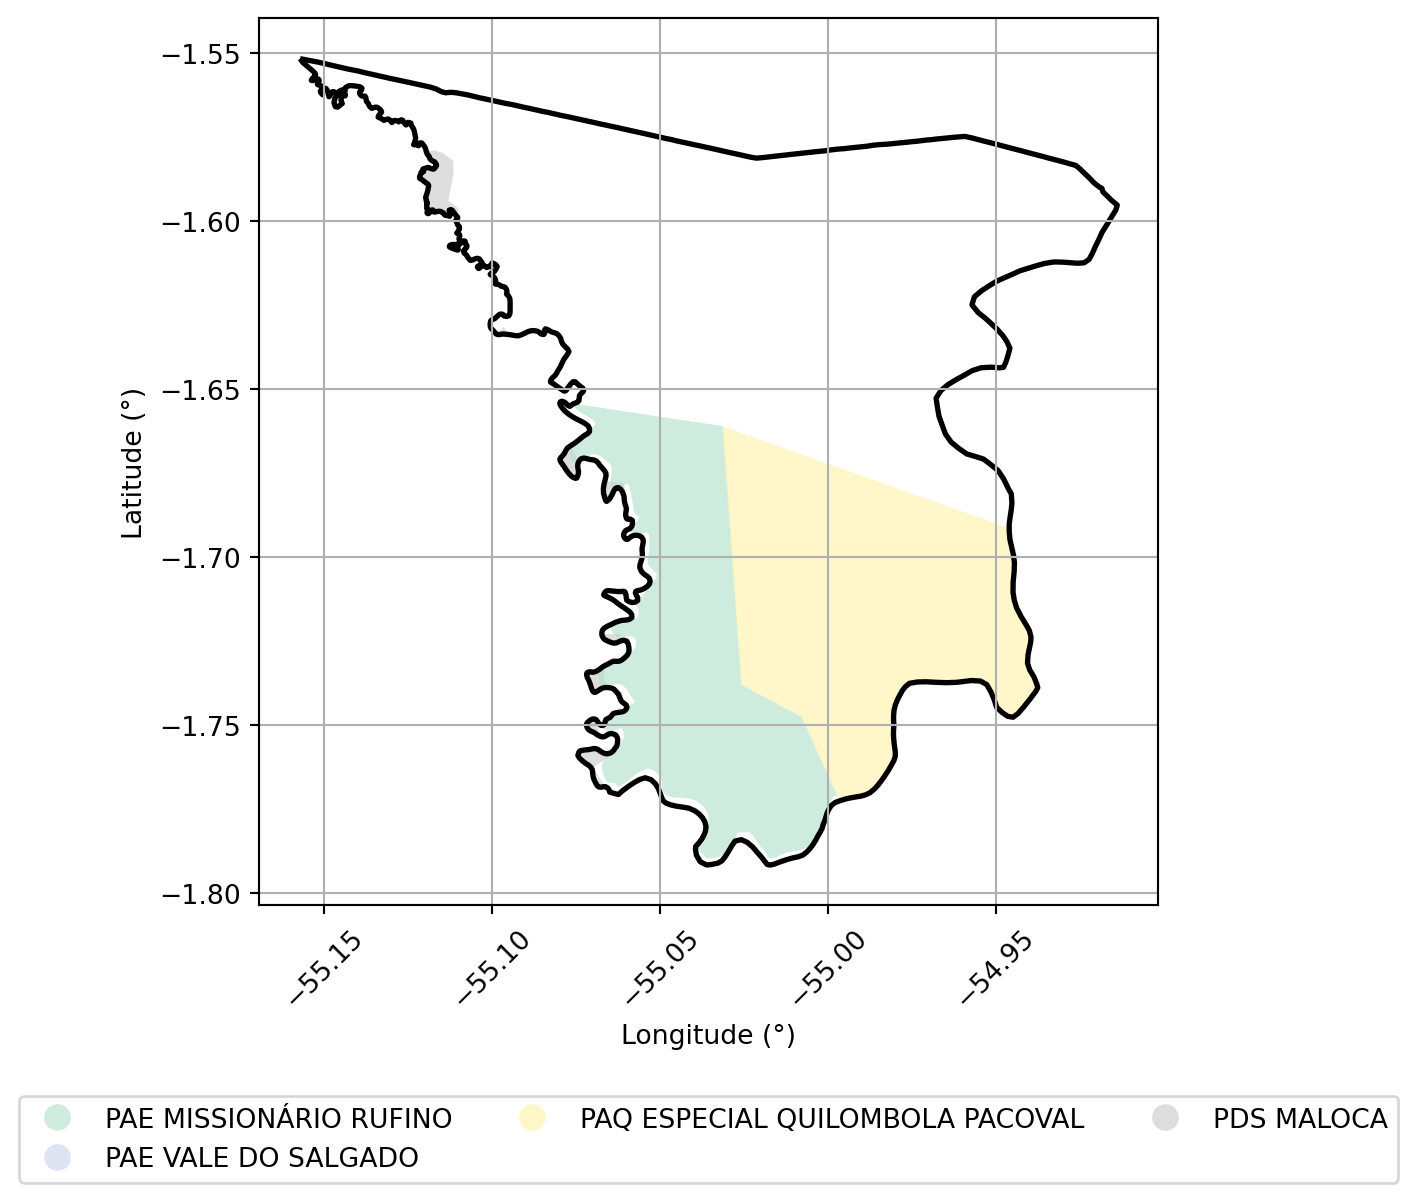 −1.55
−1.60
−1.65
−1.70
−1.75
−1.80
Latitude (°)
−55.15 −55.10 −55.05 −55.00 −54.95
Longitude (°)
PAE MISSIONÁRIO RUFINO PAQ ESPECIAL QUILOMBOLA PACOVAL PDS MALOCA
PAE VALE DO SALGADO